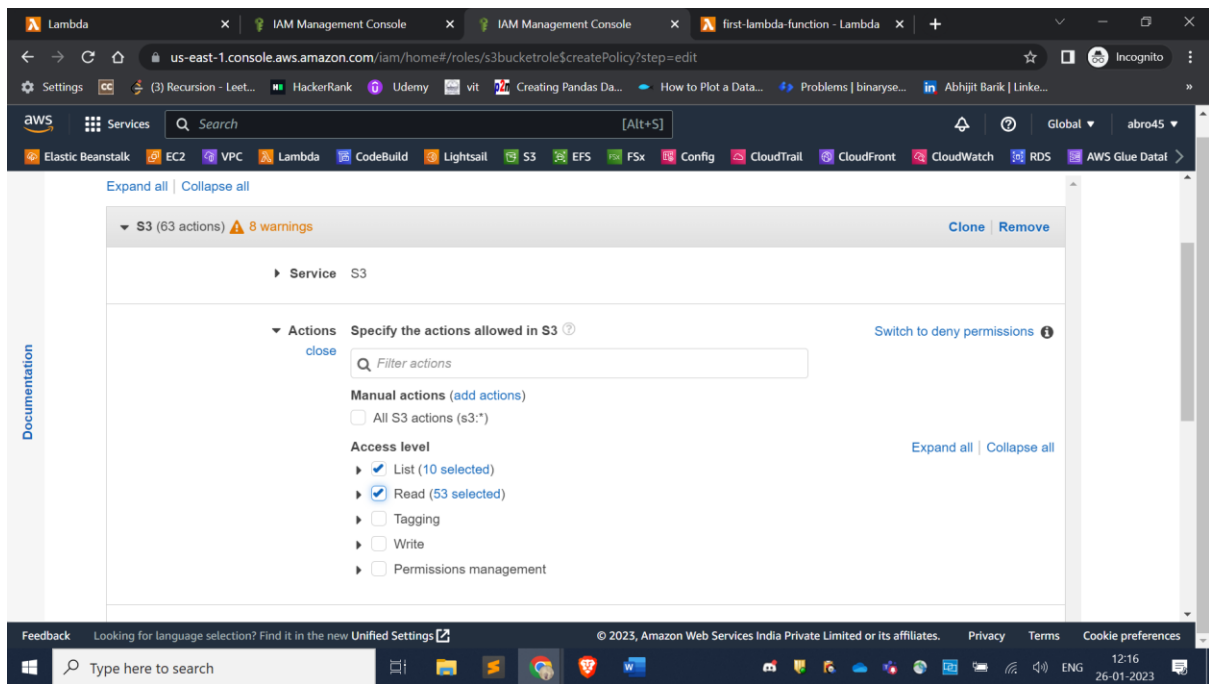 Lambda
IAM Management Console
IAM Management Console
first-lambda-function - Lambda
us-east-1.console.aws.amazon.com/iam/home#/roles/s3bucketrole$createPolicy?step=edit
Incognito
Settings
CC
(3) Recursion - Leet...
HackerRank
Udemy
vit
Creating Pandas Da...
How to Plot a Data...
Problems | binaryse...
Abhijit Barik | Linke...
»
aws
Services
Search
[Alt+S]
Global
abro45
Elastic Beanstalk
EC2
VPC
Lambda
CodeBuild
Lightsail
S3
EFS
FSx
Config
CloudTrail
CloudFront
CloudWatch
RDS
AWS Glue DataB
Expand all | Collapse all
S3 (63 actions) 8 warnings
Clone | Remove
Service S3
Actions
close
Specify the actions allowed in S3
Switch to deny permissions
Filter actions
Manual actions (add actions)
All S3 actions (s3:*)
Access level
Expand all | Collapse all
List (10 selected)
Read (53 selected)
Tagging
Write
Permissions management
Documentation
Feedback
Looking for language selection? Find it in the new Unified Settings
© 2023, Amazon Web Services India Private Limited or its affiliates.
Privacy
Terms
Cookie preferences
Type here to search
ENG
12:16
26-01-2023